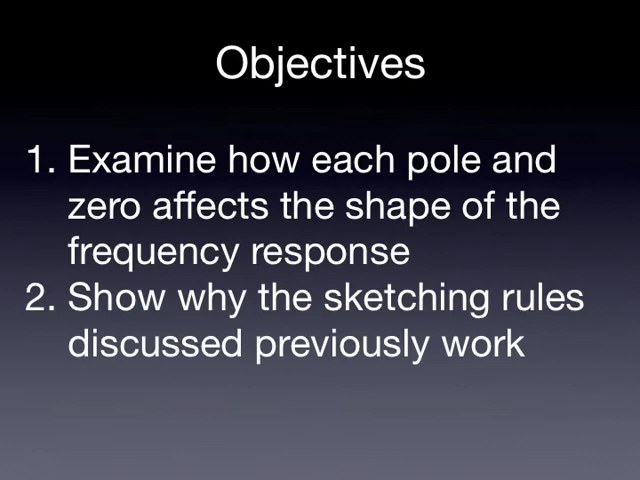 Objectives
1. Examine how each pole and
zero affects the shape of the
frequency response
2. Show why the sketching rules
discussed previously work